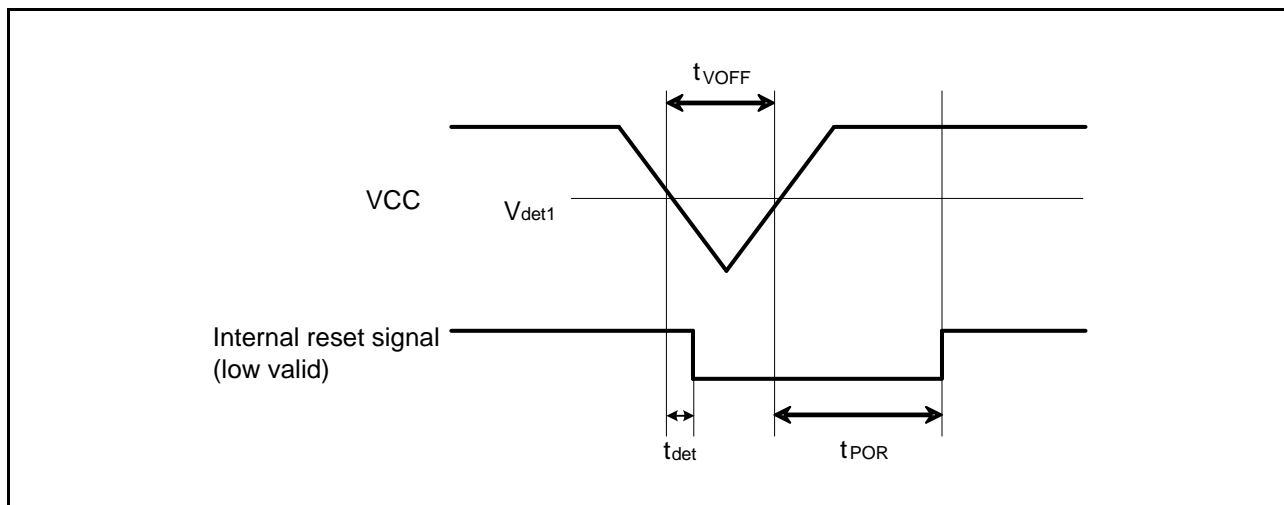 tVOFF
VCC
Vdet1
Internal reset signal
(low valid)
tdet
tPOR